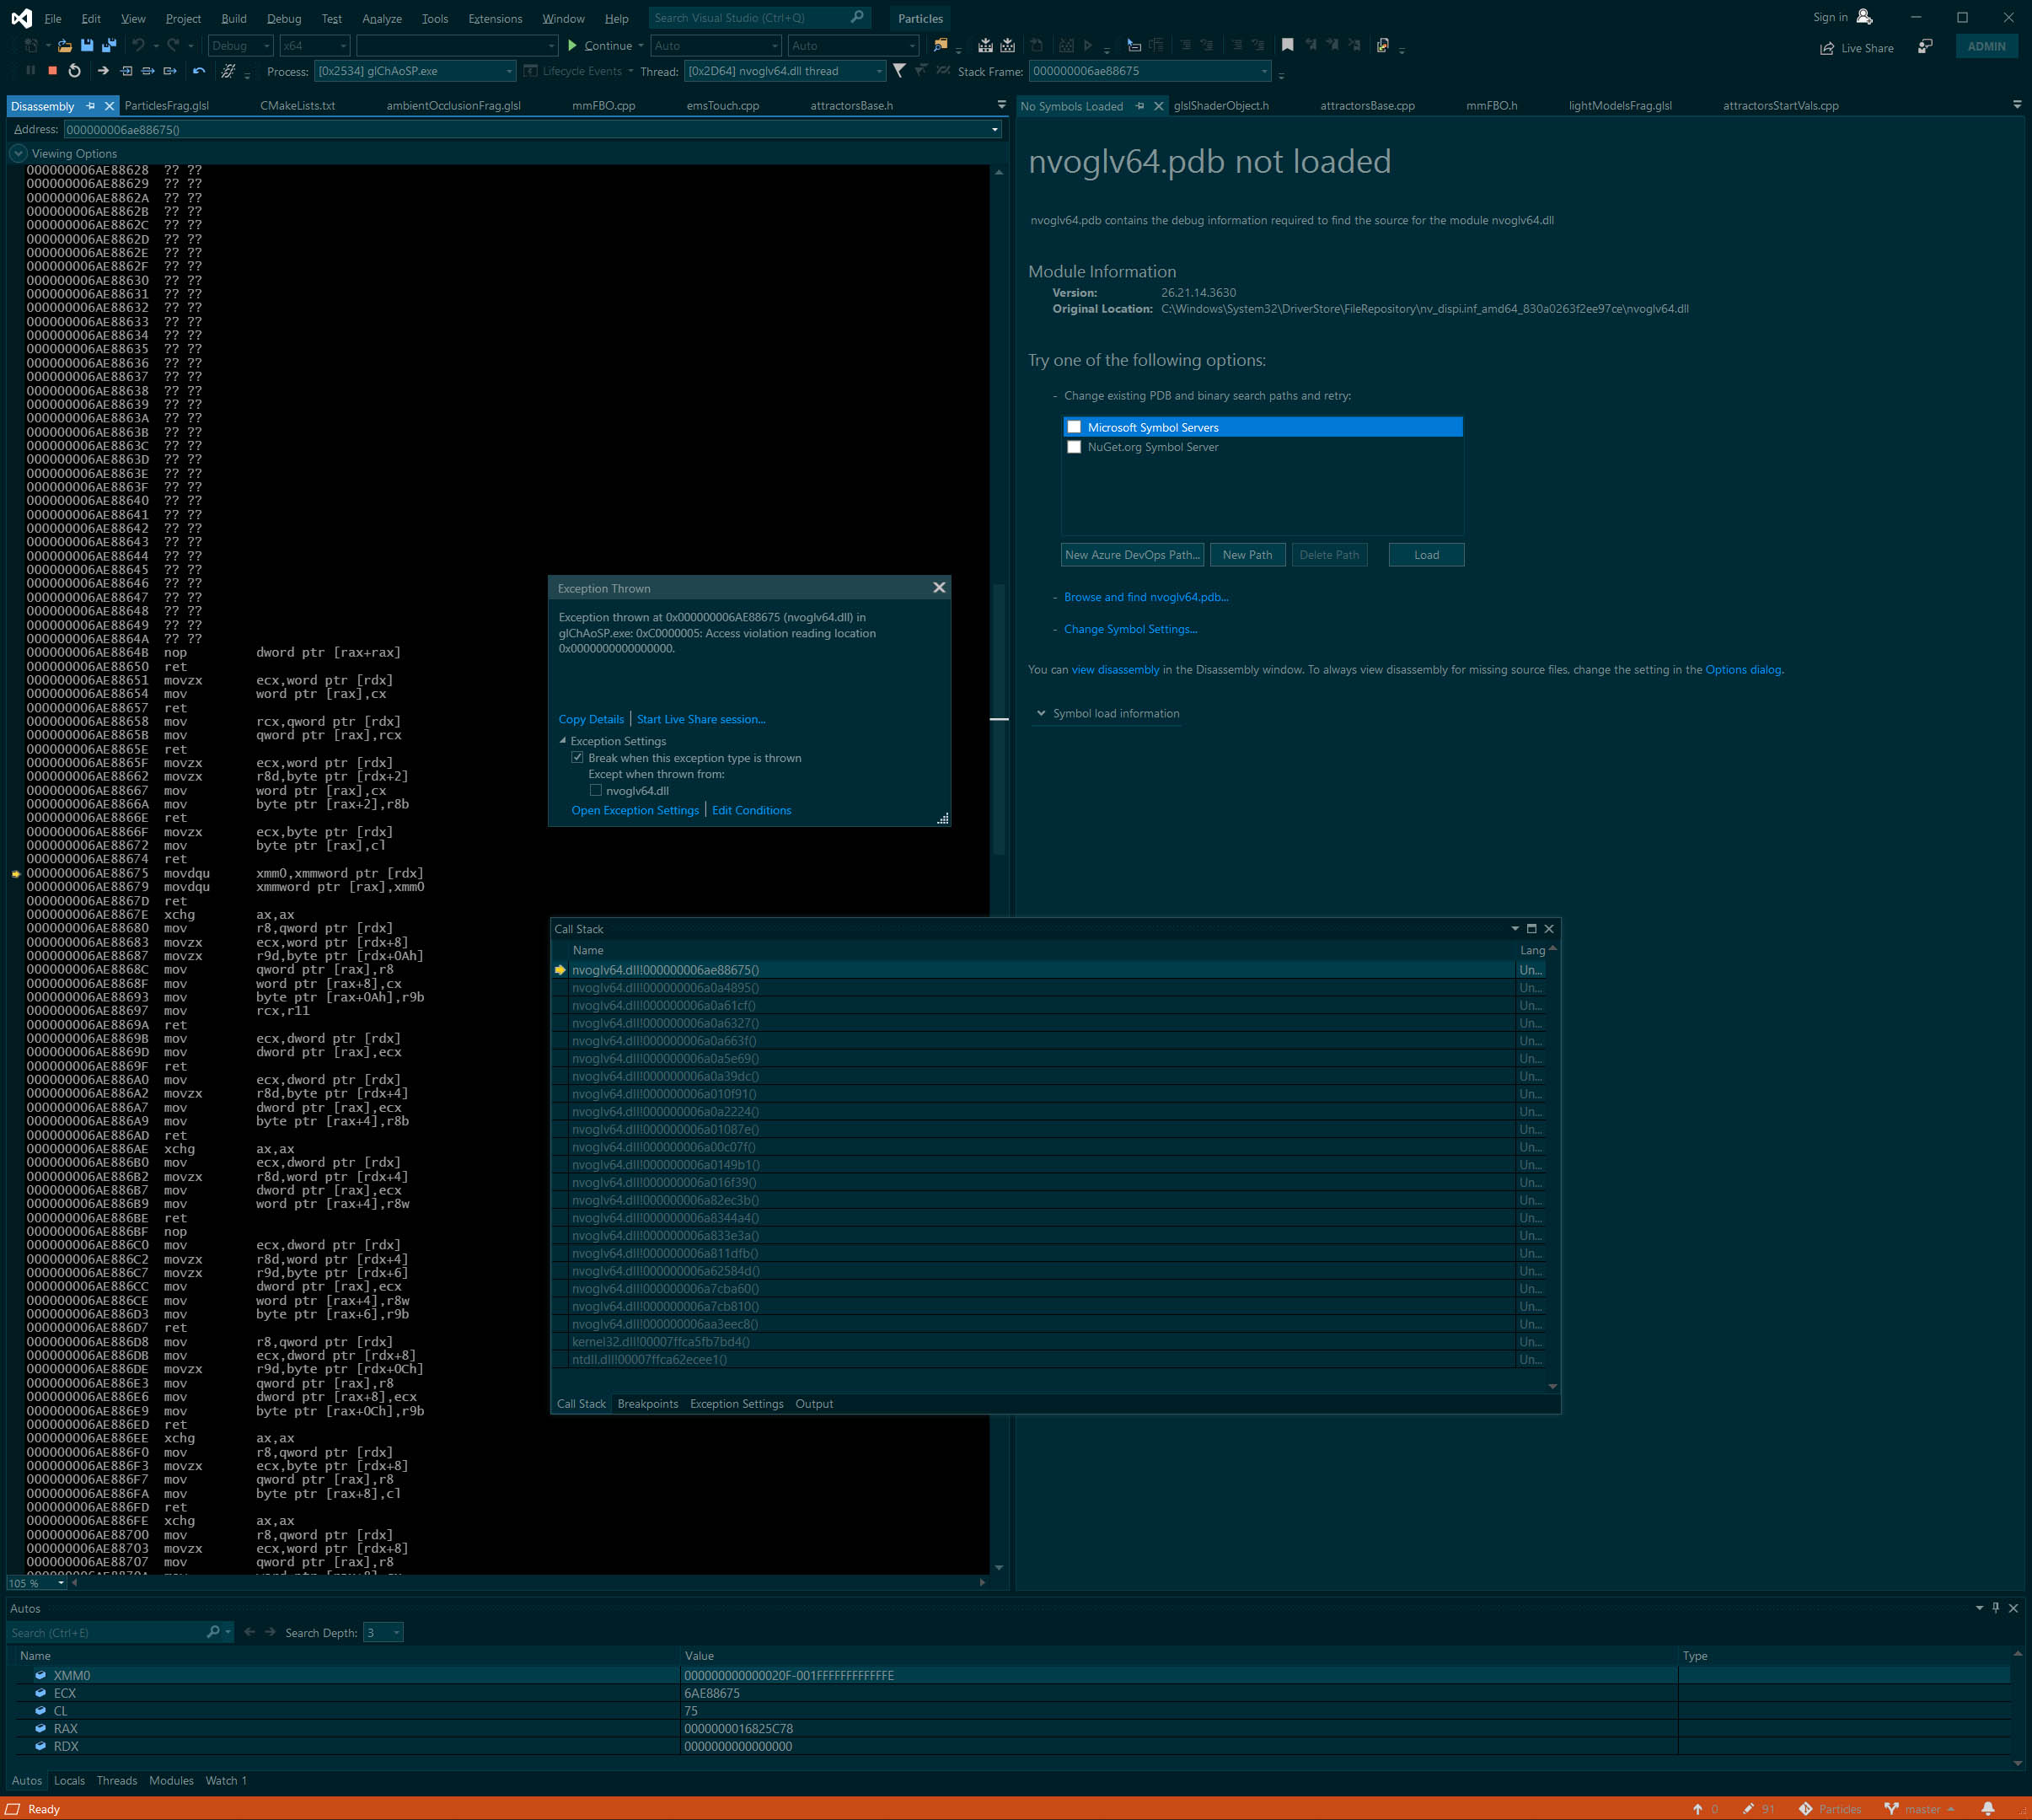 File Edit View Project Build Debug Test Analyze Tools Extensions Window Help Search Visual Studio (Ctrl+Q) Particles Sign in
Debug x64 Continue Auto Auto Live Share ADMIN
Process: [0x2534] glChAoSP.exe Lifecycle Events Thread: [0x2D64] nvoglv64.dll thread Stack Frame: 000000006ae88675
Disassembly ParticlesFrag.glsl CMakeLists.txt ambientOcclusionFrag.glsl mmFBO.cpp emsTouch.cpp attractorsBase.h
Address: 000000006ae88675()
Viewing Options
000000006AE88628 ?? ??
000000006AE88629 ?? ??
000000006AE8862A ?? ??
000000006AE8862B ?? ??
000000006AE8862C ?? ??
000000006AE8862D ?? ??
000000006AE8862E ?? ??
000000006AE8862F ?? ??
000000006AE88630 ?? ??
000000006AE88631 ?? ??
000000006AE88632 ?? ??
000000006AE88633 ?? ??
000000006AE88634 ?? ??
000000006AE88635 ?? ??
000000006AE88636 ?? ??
000000006AE88637 ?? ??
000000006AE88638 ?? ??
000000006AE88639 ?? ??
000000006AE8863A ?? ??
000000006AE8863B ?? ??
000000006AE8863C ?? ??
000000006AE8863D ?? ??
000000006AE8863E ?? ??
000000006AE8863F ?? ??
000000006AE88640 ?? ??
000000006AE88641 ?? ??
000000006AE88642 ?? ??
000000006AE88643 ?? ??
000000006AE88644 ?? ??
000000006AE88645 ?? ??
000000006AE88646 ?? ??
000000006AE88647 ?? ??
000000006AE88648 ?? ??
000000006AE88649 ?? ??
000000006AE8864A ?? ??
000000006AE8864B nop dword ptr [rax+rax]
000000006AE88650 ret
000000006AE88651 movzx ecx,word ptr [rdx]
000000006AE88654 mov word ptr [rax],cx
000000006AE88657 ret
000000006AE88658 mov rcx,qword ptr [rdx]
000000006AE8865B mov qword ptr [rax],rcx
000000006AE8865E ret
000000006AE8865F movzx ecx,word ptr [rdx]
000000006AE88662 movzx r8d,byte ptr [rdx+2]
000000006AE88667 mov word ptr [rax],cx
000000006AE8866A mov byte ptr [rax+2],r8b
000000006AE8866E ret
000000006AE8866F movzx ecx,byte ptr [rdx]
000000006AE88672 mov byte ptr [rax],cl
000000006AE88674 ret
000000006AE88675 movdqu xmm0,xmmword ptr [rdx]
000000006AE88679 movdqu xmmword ptr [rax],xmm0
000000006AE8867D ret
000000006AE8867E xchg ax,ax
000000006AE88680 mov r8,qword ptr [rdx]
000000006AE88683 movzx ecx,word ptr [rdx+8]
000000006AE88687 movzx r9d,byte ptr [rdx+0Ah]
000000006AE8868C mov qword ptr [rax],r8
000000006AE8868F mov word ptr [rax+8],cx
000000006AE88693 mov byte ptr [rax+0Ah],r9b
000000006AE88697 mov rcx,r11
000000006AE8869A ret
000000006AE8869B mov ecx,dword ptr [rdx]
000000006AE8869D mov dword ptr [rax],ecx
000000006AE8869F ret
000000006AE886A0 mov ecx,dword ptr [rdx]
000000006AE886A2 movzx r8d,byte ptr [rdx+4]
000000006AE886A7 mov dword ptr [rax],ecx
000000006AE886A9 mov byte ptr [rax+4],r8b
000000006AE886AD ret
000000006AE886AE xchg ax,ax
000000006AE886B0 mov ecx,dword ptr [rdx]
000000006AE886B2 movzx r8d,word ptr [rdx+4]
000000006AE886B7 mov dword ptr [rax],ecx
000000006AE886B9 mov word ptr [rax+4],r8w
000000006AE886BE ret
000000006AE886BF nop
000000006AE886C0 mov ecx,dword ptr [rdx]
000000006AE886C2 movzx r8d,word ptr [rdx+4]
000000006AE886C7 movzx r9d,byte ptr [rdx+6]
000000006AE886CC mov dword ptr [rax],ecx
000000006AE886CE mov word ptr [rax+4],r8w
000000006AE886D3 mov byte ptr [rax+6],r9b
000000006AE886D7 ret
000000006AE886D8 mov r8,qword ptr [rdx]
000000006AE886DB mov ecx,dword ptr [rdx+8]
000000006AE886DE movzx r9d,byte ptr [rdx+0Ch]
000000006AE886E3 mov qword ptr [rax],r8
000000006AE886E6 mov dword ptr [rax+8],ecx
000000006AE886E9 mov byte ptr [rax+0Ch],r9b
000000006AE886ED ret
000000006AE886EE xchg ax,ax
000000006AE886F0 mov r8,qword ptr [rdx]
000000006AE886F3 movzx ecx,byte ptr [rdx+8]
000000006AE886F7 mov qword ptr [rax],r8
000000006AE886FA mov byte ptr [rax+8],cl
000000006AE886FD ret
000000006AE886FE xchg ax,ax
000000006AE88700 mov r8,qword ptr [rdx]
000000006AE88703 movzx ecx,word ptr [rdx+8]
000000006AE88707 mov qword ptr [rax],r8
105 %
Exception Thrown
Exception thrown at 0x000000006AE88675 (nvoglv64.dll) in
glChAoSP.exe: 0xC0000005: Access violation reading location
0x0000000000000000.
Copy Details Start Live Share session...
Exception Settings
Break when this exception type is thrown
Except when thrown from:
nvoglv64.dll
Open Exception Settings Edit Conditions
No Symbols Loaded glslShaderObject.h attractorsBase.cpp mmFBO.h lightModelsFrag.glsl attractorsStartVals.cpp
nvoglv64.pdb not loaded
nvoglv64.pdb contains the debug information required to find the source for the module nvoglv64.dll
Module Information
Version: 26.21.14.3630
Original Location: C:\Windows\System32\DriverStore\FileRepository\nv_dispi.inf_amd64_830a0263f2ee97ce\nvoglv64.dll
Try one of the following options:
- Change existing PDB and binary search paths and retry:
Microsoft Symbol Servers
NuGet.org Symbol Server
New Azure DevOps Path... New Path Delete Path Load
- Browse and find nvoglv64.pdb...
- Change Symbol Settings...
You can view disassembly in the Disassembly window. To always view disassembly for missing source files, change the setting in the Options dialog.
Symbol load information
Call Stack
Name Lang
nvoglv64.dll!000000006ae88675() Un...
nvoglv64.dll!000000006a0a4895() Un...
nvoglv64.dll!000000006a0a61cf() Un...
nvoglv64.dll!000000006a0a6327() Un...
nvoglv64.dll!000000006a0a663f() Un...
nvoglv64.dll!000000006a0a5e69() Un...
nvoglv64.dll!000000006a0a39dc() Un...
nvoglv64.dll!000000006a010f91() Un...
nvoglv64.dll!000000006a0a2224() Un...
nvoglv64.dll!000000006a01087e() Un...
nvoglv64.dll!000000006a00c07f() Un...
nvoglv64.dll!000000006a0149b1() Un...
nvoglv64.dll!000000006a016f39() Un...
nvoglv64.dll!000000006a82ec3b() Un...
nvoglv64.dll!000000006a8344a4() Un...
nvoglv64.dll!000000006a833e3a() Un...
nvoglv64.dll!000000006a811dfb() Un...
nvoglv64.dll!000000006a62584d() Un...
nvoglv64.dll!000000006a7cba60() Un...
nvoglv64.dll!000000006a7cb810() Un...
nvoglv64.dll!000000006aa3eec8() Un...
kernel32.dll!00007ffca5fb7bd4() Un...
ntdll.dll!00007ffca62ecee1() Un...
Call Stack Breakpoints Exception Settings Output
Autos
Search (Ctrl+E) Search Depth: 3
Name Value Type
XMM0 000000000000020F-001FFFFFFFFFFFFE
ECX 6AE88675
CL 75
RAX 0000000016825C78
RDX 0000000000000000
Autos Locals Threads Modules Watch 1
Ready 0 91 Particles master